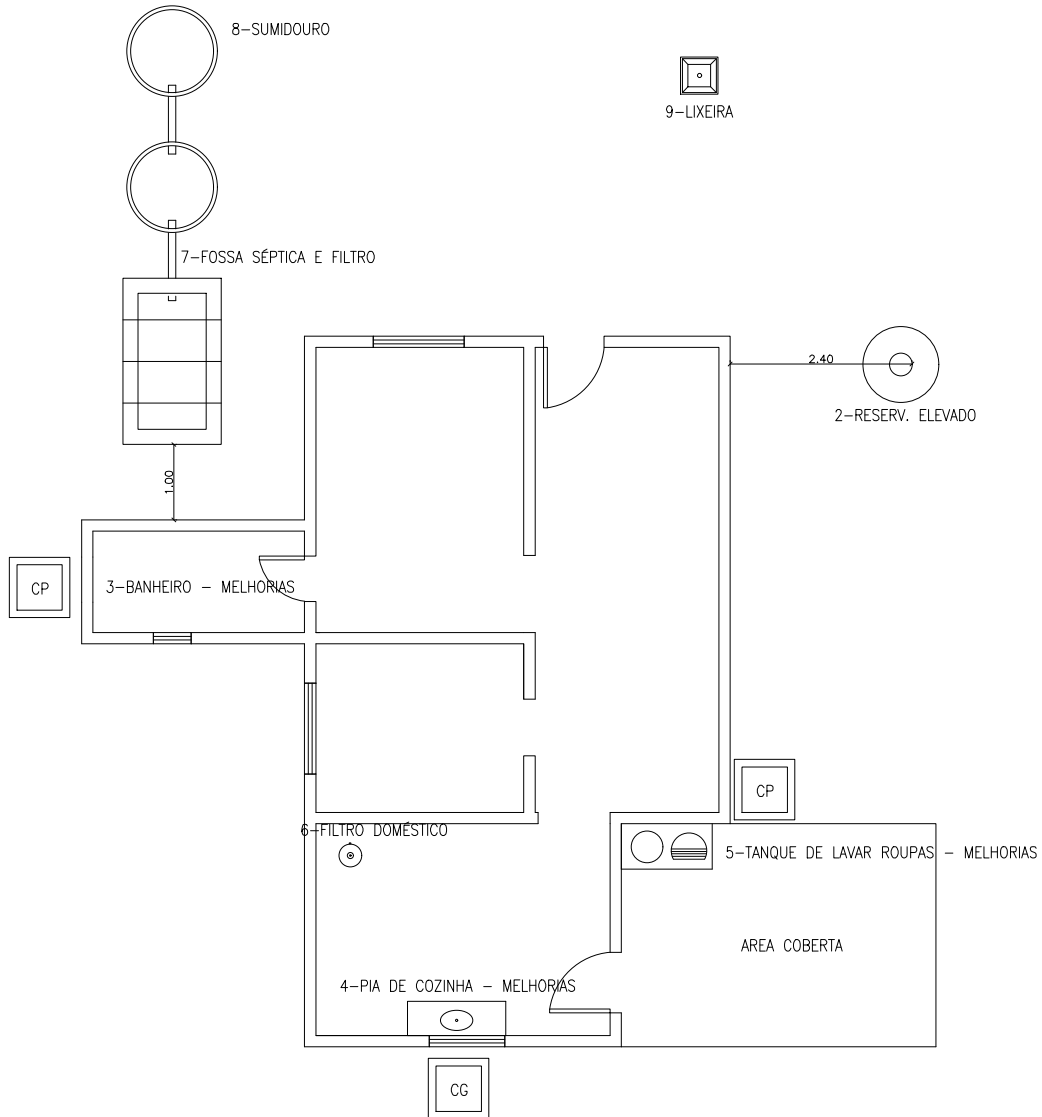 8-SUMIDOURO
9-LIXEIRA
7-FOSSA SÉPTICA E FILTRO
2.40
2-RESERV. ELEVADO
1.00
CP
3-BANHEIRO - MELHORIAS
CP
6-FILTRO DOMÉSTICO
5-TANQUE DE LAVAR ROUPAS - MELHORIAS
AREA COBERTA
4-PIA DE COZINHA - MELHORIAS
CG